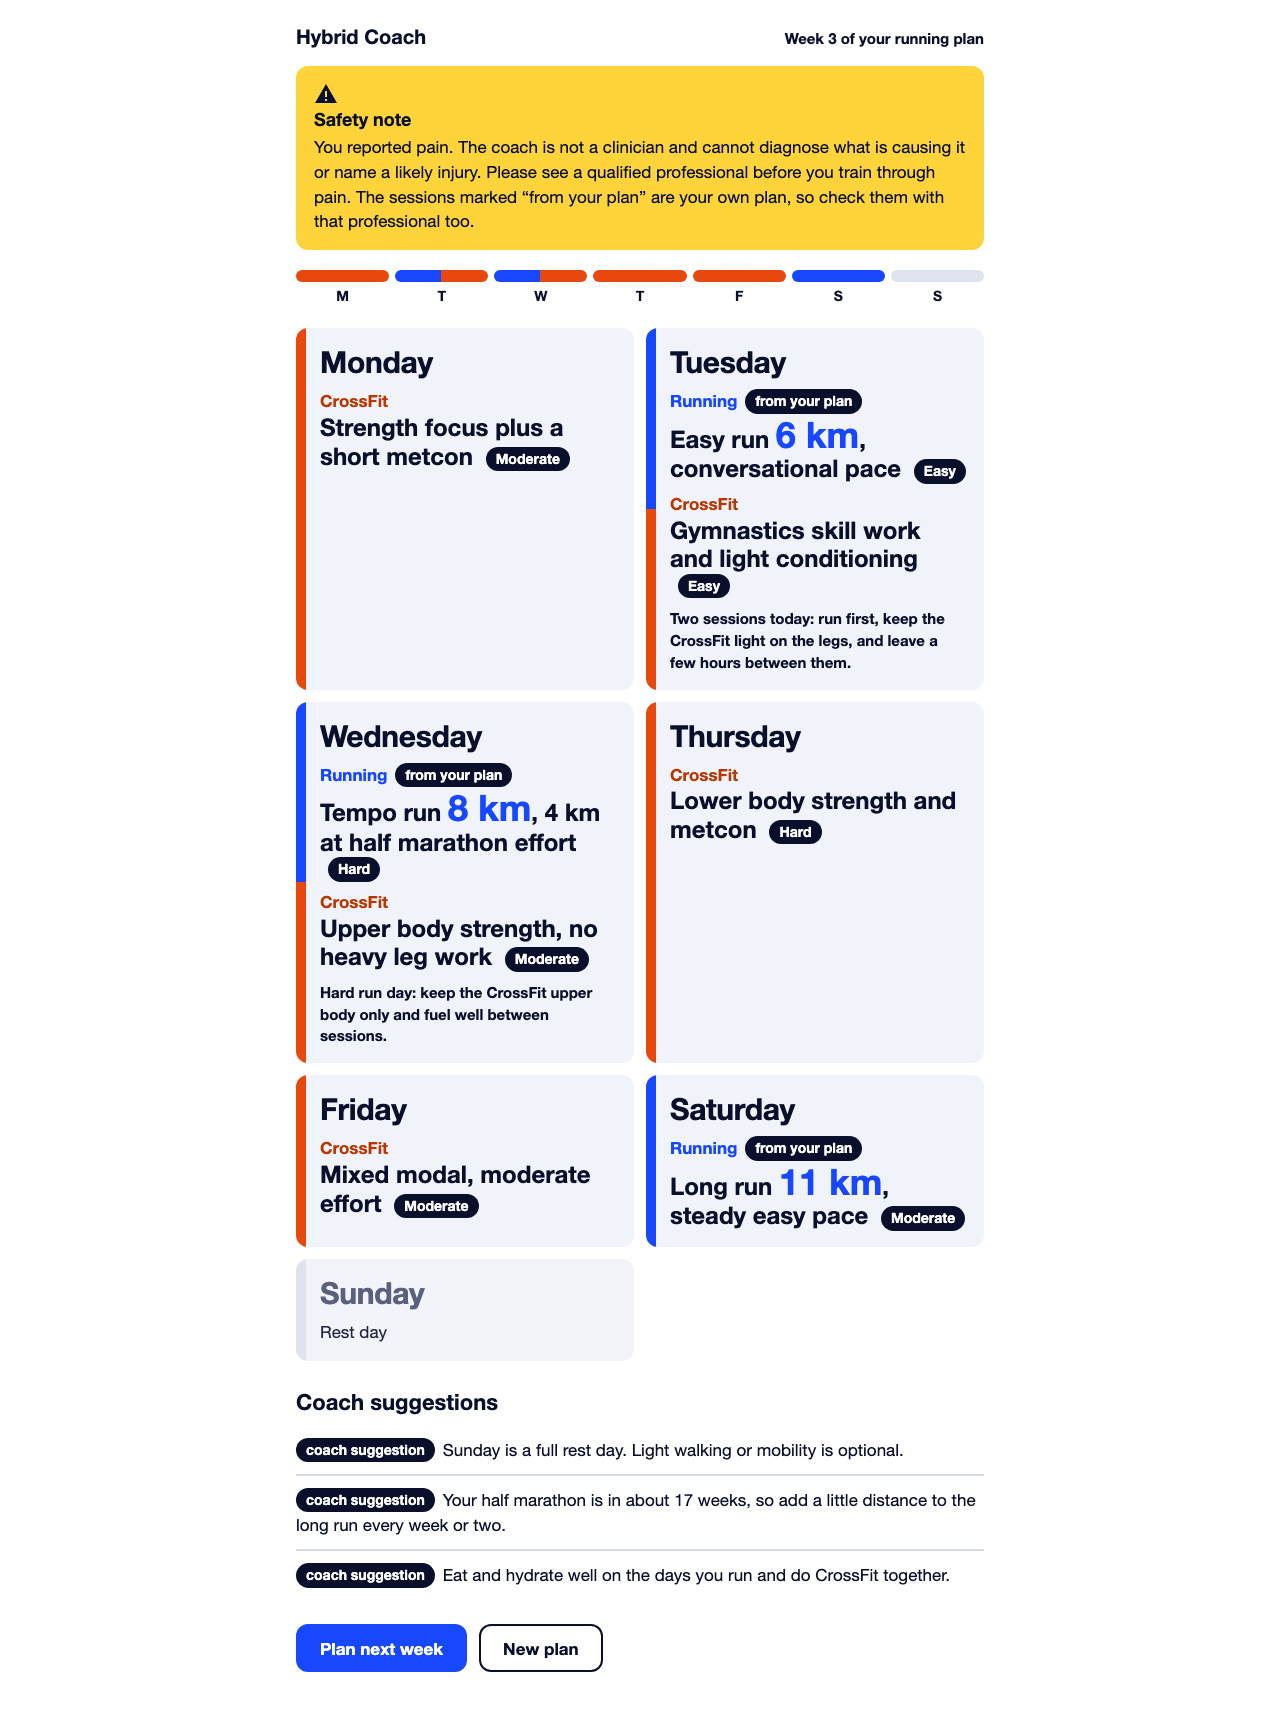 Hybrid Coach
Week 3 of your running plan
Safety note
You reported pain. The coach is not a clinician and cannot diagnose what is causing it
or name a likely injury. Please see a qualified professional before you train through
pain. The sessions marked “from your plan” are your own plan, so check them with
that professional too.
M T W T F S S
Monday
CrossFit
Strength focus plus a
short metcon Moderate
Tuesday
Running from your plan
Easy run 6 km,
conversational pace Easy
CrossFit
Gymnastics skill work
and light conditioning
Easy
Two sessions today: run first, keep the
CrossFit light on the legs, and leave a
few hours between them.
Wednesday
Running from your plan
Tempo run 8 km, 4 km
at half marathon effort
Hard
CrossFit
Upper body strength, no
heavy leg work Moderate
Hard run day: keep the CrossFit upper
body only and fuel well between
sessions.
Thursday
CrossFit
Lower body strength and
metcon Hard
Friday
CrossFit
Mixed modal, moderate
effort Moderate
Saturday
Running from your plan
Long run 11 km,
steady easy pace Moderate
Sunday
Rest day
Coach suggestions
coach suggestion Sunday is a full rest day. Light walking or mobility is optional.
coach suggestion Your half marathon is in about 17 weeks, so add a little distance to the
long run every week or two.
coach suggestion Eat and hydrate well on the days you run and do CrossFit together.
Plan next week
New plan